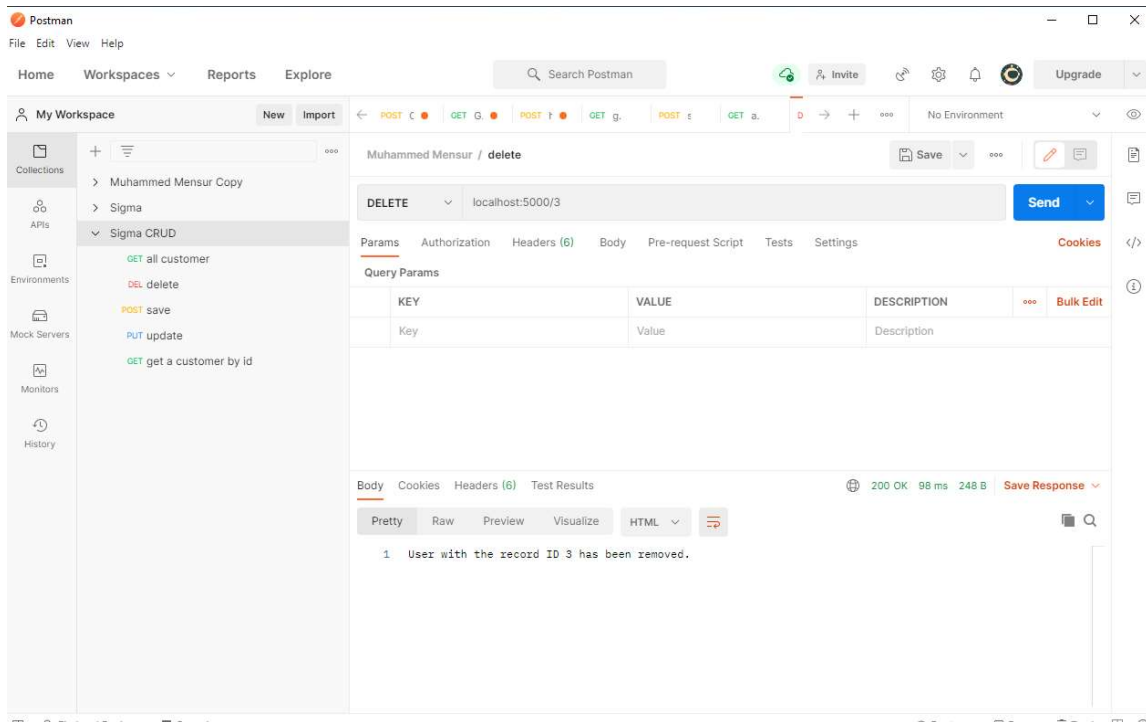 Postman
File Edit View Help
Home Workspaces Reports Explore Search Postman Invite Upgrade
My Workspace New Import
POST C GET G. POST GET g. POST s GET a. D No Environment
Collections
APIs
Environments
Mock Servers
Monitors
History
Muhammed Mensur Copy
Sigma
Sigma CRUD
GET all customer
DEL delete
POST save
PUT update
GET get a customer by id
Muhammed Mensur / delete Save
DELETE localhost:5000/3 Send
Params Authorization Headers (6) Body Pre-request Script Tests Settings Cookies
Query Params
KEY VALUE DESCRIPTION Bulk Edit
Key Value Description
Body Cookies Headers (6) Test Results 200 OK 98 ms 248 B Save Response
Pretty Raw Preview Visualize HTML
1 User with the record ID 3 has been removed.